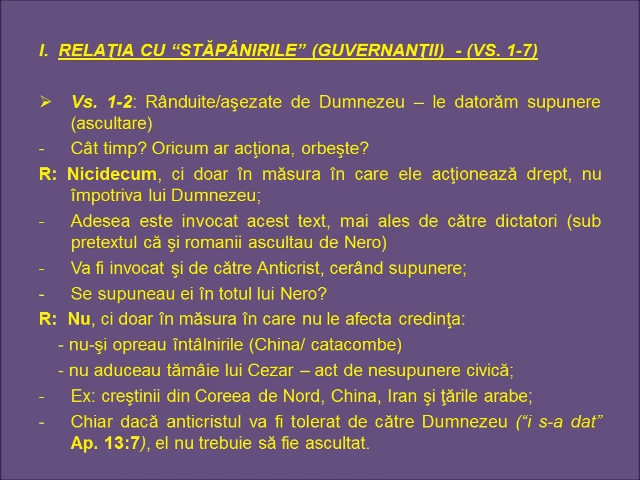 I. RELAŢIA CU “STĂPÂNIRILE” (GUVERNANŢII) - (VS. 1-7)
➢ Vs. 1-2: Rânduite/aşezate de Dumnezeu – le datorăm supunere
(ascultare)
- Cât timp? Oricum ar acţiona, orbeşte?
R: Nicidecum, ci doar în măsura în care ele acţionează drept, nu
împotriva lui Dumnezeu;
- Adesea este invocat acest text, mai ales de către dictatori (sub
pretextul că şi romanii ascultau de Nero)
- Va fi invocat şi de către Anticrist, cerând supunere;
- Se supuneau ei în totul lui Nero?
R: Nu, ci doar în măsura în care nu le afecta credinţa:
- nu-şi opreau întâlnirile (China/ catacombe)
- nu aduceau tămâie lui Cezar – act de nesupunere civică;
- Ex: creştinii din Coreea de Nord, China, Iran şi ţările arabe;
- Chiar dacă anticristul va fi tolerat de către Dumnezeu (“i s-a dat”
Ap. 13:7), el nu trebuie să fie ascultat.